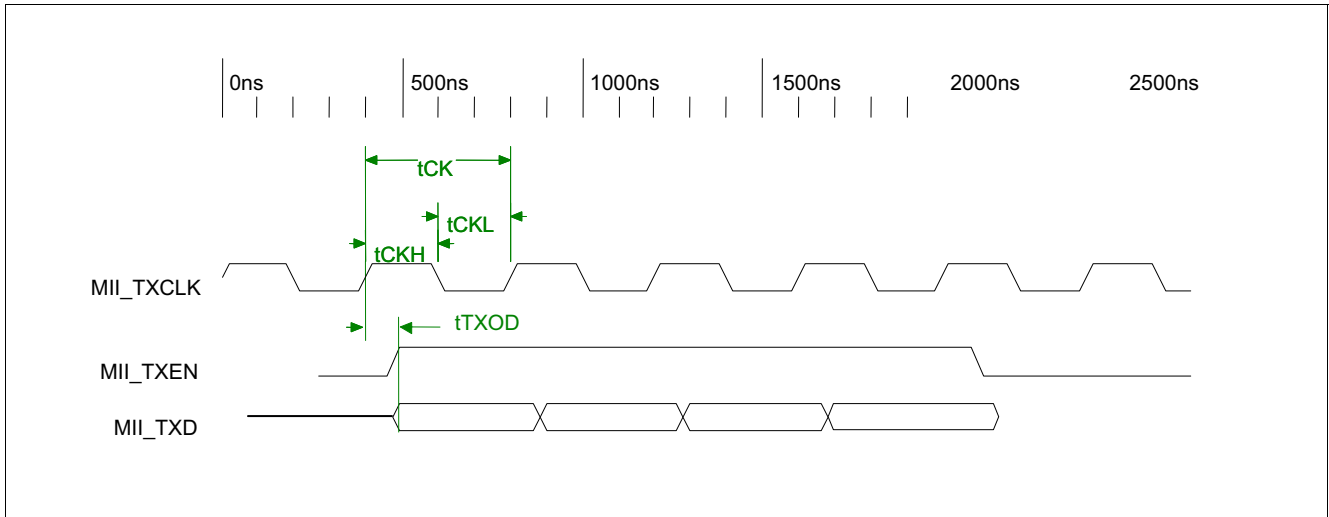 0ns 500ns 1000ns 1500ns 2000ns 2500ns
tCK
tCKL
tCKH
MII_TXCLK
tTXOD
MII_TXEN
MII_TXD